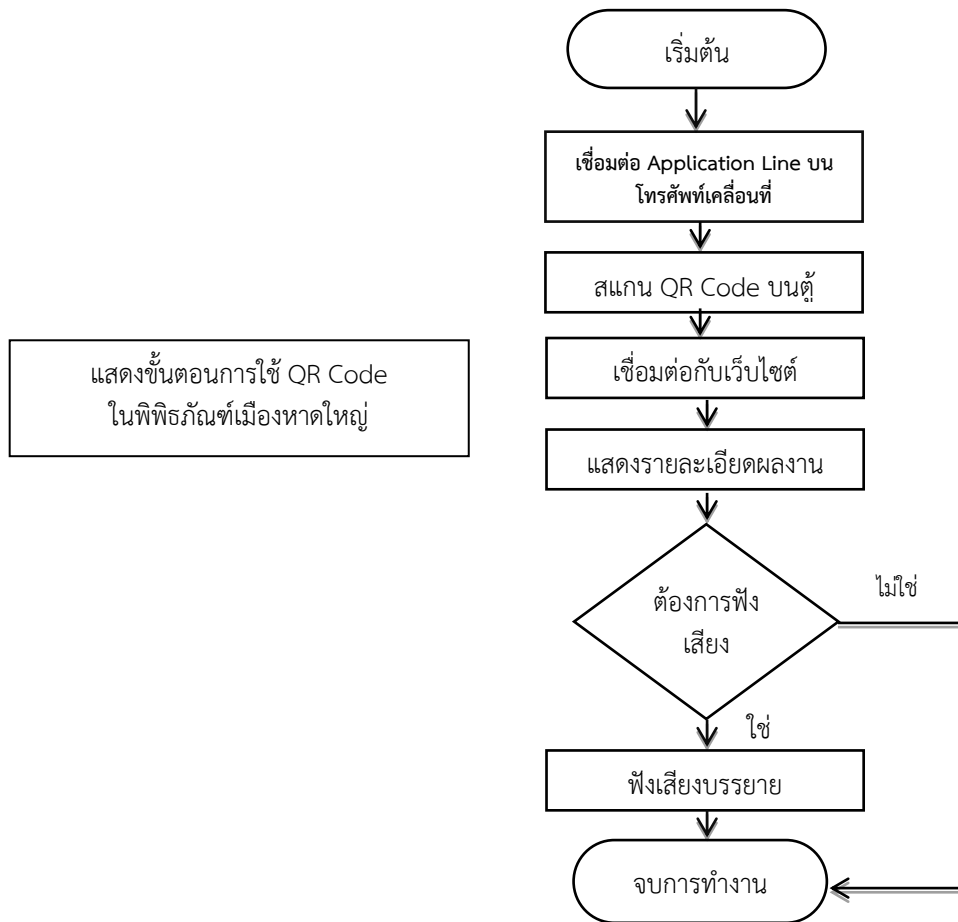 เริ่มต้น
เชื่อมต่อ Application Line บน
โทรศัพท์เคลื่อนที่
สแกน QR Code บนตู้
เชื่อมต่อกับเว็บไซต์
แสดงขั้นตอนการใช้ QR Code
ในพิพิธภัณฑ์เมืองหาดใหญ่
แสดงรายละเอียดผลงาน
ต้องการฟัง
เสียง
ไม่ใช่
ใช่
ฟังเสียงบรรยาย
จบการทำงาน